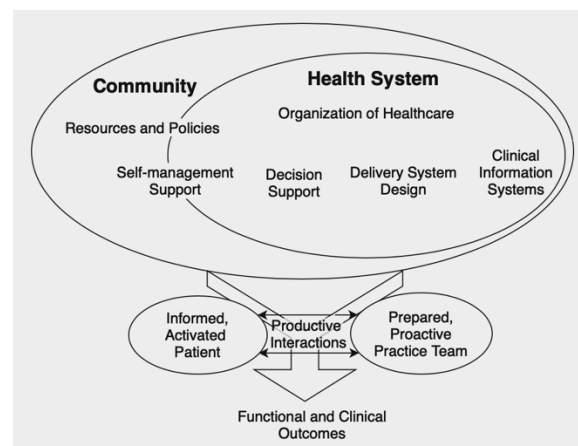 Community
Health System
Organization of Healthcare
Resources and Policies
Self-management
Support
Decision
Support
Delivery System
Design
Clinical
Information
Systems
Informed,
Activated
Patient
Productive
Interactions
Prepared,
Proactive
Practice Team
Functional and Clinical
Outcomes